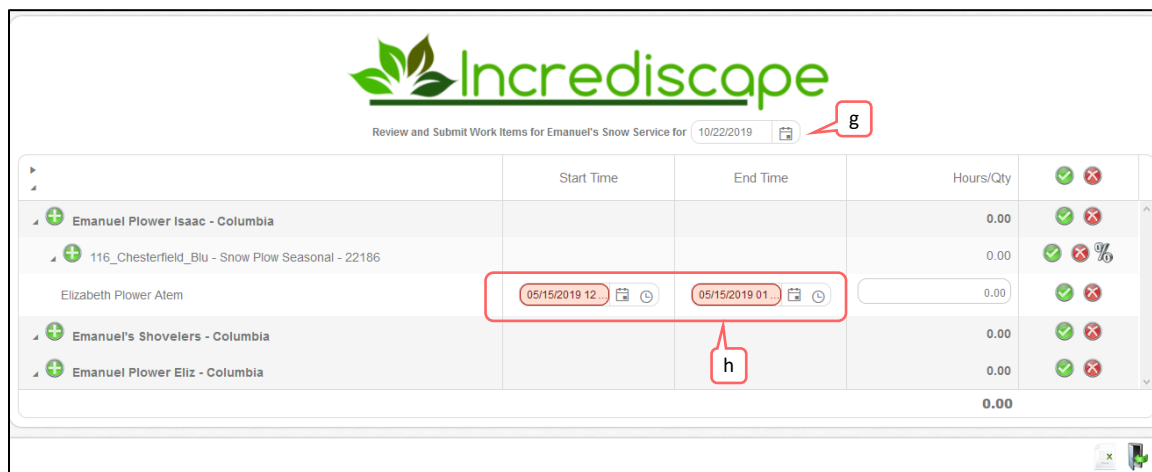 Incrediscape
Review and Submit Work Items for Emanuel's Snow Service for 10/22/2019
g
Start Time End Time Hours/Qty
Emanuel Plower Isaac - Columbia 0.00
116_Chesterfield_Blu - Snow Plow Seasonal - 22186 0.00 %
Elizabeth Plower Atem 05/15/2019 12... 05/15/2019 01... 0.00
Emanuel's Shovelers - Columbia 0.00
h
Emanuel Plower Eliz - Columbia 0.00
0.00